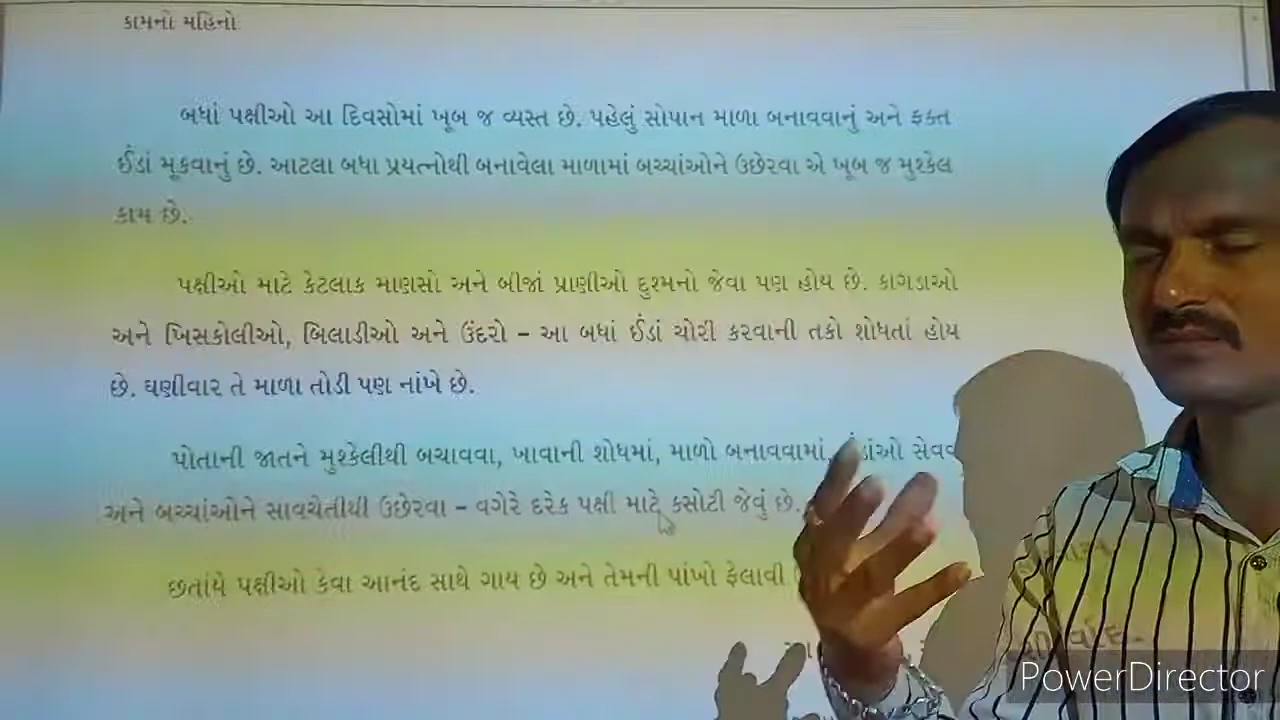 કામનો મહિનો
બધાં પક્ષીઓ આ દિવસોમાં ખૂબ જ વ્યસ્ત છે. પહેલું સોપાન માળા બનાવવાનું અને ફક્ત
ઈંડાં મૂકવાનું છે. આટલા બધા પ્રયત્નોથી બનાવેલા માળામાં બચ્ચાંઓને ઉછેરવા એ ખૂબ જ મુશ્કેલ
કામ છે.
પક્ષીઓ માટે કેટલાક માણસો અને બીજાં પ્રાણીઓ દુશ્મનો જેવા પણ હોય છે. કાગડાઓ
અને ખિસકોલીઓ, બિલાડીઓ અને ઉંદરો – આ બધાં ઈંડાં ચોરી કરવાની તકો શોધતાં હોય
છે. ઘણીવાર તે માળા તોડી પણ નાંખે છે.
પોતાની જાતને મુશ્કેલીથી બચાવવા, ખાવાની શોધમાં, માળો બનાવવામાં,
અને બચ્ચાંઓને સાવચેતીથી ઉછેરવા – વગેરે દરેક પક્ષી માટે કસોટી જેવું છે.
છતાંયે પક્ષીઓ કેવા આનંદ સાથે ગાય છે અને તેમની પાંખો ફેલાવી
PowerDirector